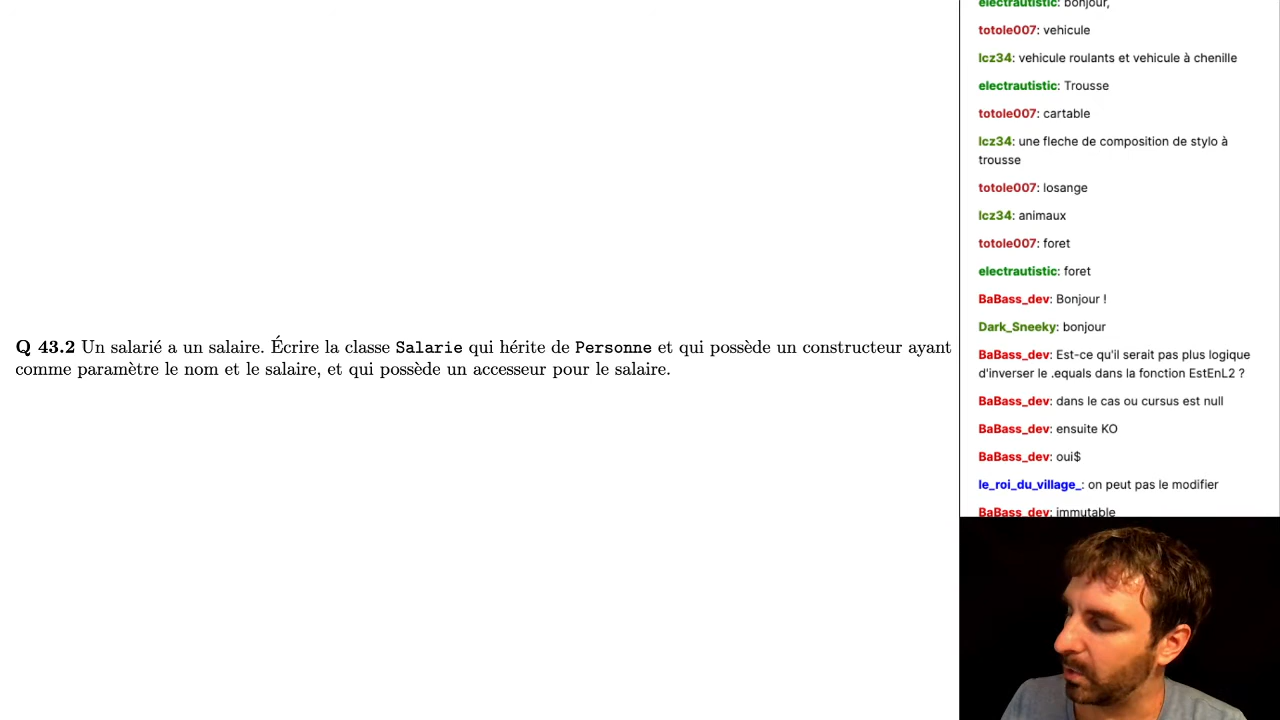 Q 43.2 Un salarié a un salaire. Écrire la classe Salarie qui hérite de Personne et qui possède un constructeur ayant
comme paramètre le nom et le salaire, et qui possède un accesseur pour le salaire.
electrautistic: bonjour,
totole007: vehicule
lcz34: vehicule roulants et vehicule à chenille
electrautistic: Trousse
totole007: cartable
lcz34: une fleche de composition de stylo à
trousse
totole007: losange
lcz34: animaux
totole007: foret
electrautistic: foret
BaBass_dev: Bonjour !
Dark_Sneeky: bonjour
BaBass_dev: Est-ce qu'il serait pas plus logique
d'inverser le .equals dans la fonction EstEnL2 ?
BaBass_dev: dans le cas ou cursus est null
BaBass_dev: ensuite KO
BaBass_dev: oui$
le_roi_du_village_: on peut pas le modifier
BaBass_dev: immutable